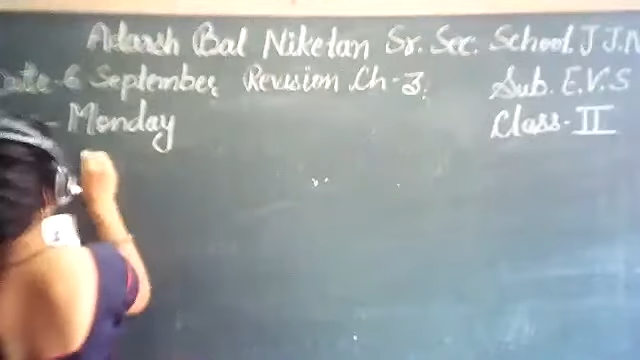 Adarsh Bal Niketan Sr. Sec. School J J N
ate-6 September Revision Ch-3. Sub. E.V.S
- Monday Class-II